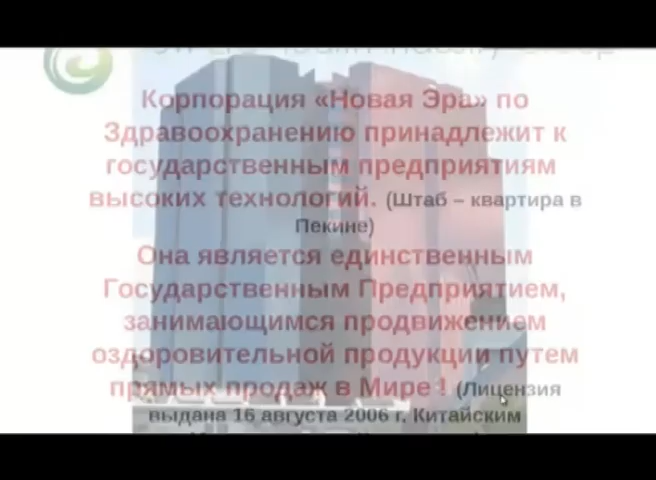 Корпорация «Новая Эра» по
Здравоохранению принадлежит к
государственным предприятиям
высоких технологий. (Штаб – квартира в
Пекине)
Она является единственным
Государственным Предприятием,
занимающимся продвижением
оздоровительной продукции путем
прямых продаж в Мире ! (Лицензия
выдана 16 августа 2006 г. Китайским